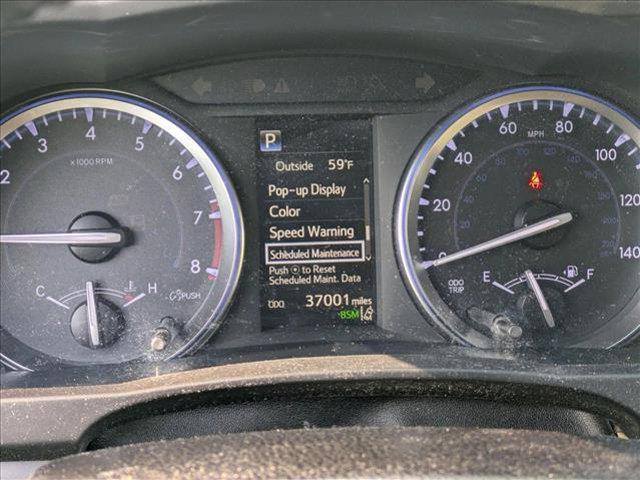 P
Outside 59°F
Pop-up Display
Color
Speed Warning
Scheduled Maintenance
Push to Reset
Scheduled Maint. Data
ODO 37001 miles
BSM
2 3 4 5 6 7 8
x1000 RPM
C H
PUSH
0 20 40 60 80 100 120 140
MPH
ODO
TRIP
E F